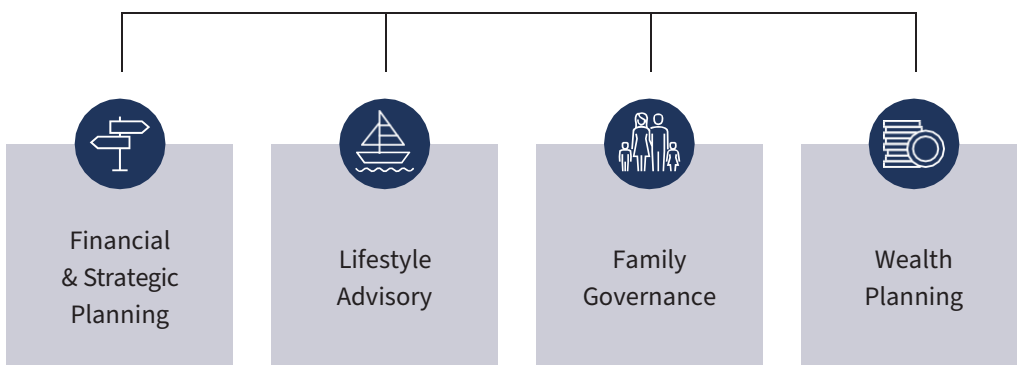 Financial
& Strategic
Planning
Lifestyle
Advisory
Family
Governance
Wealth
Planning